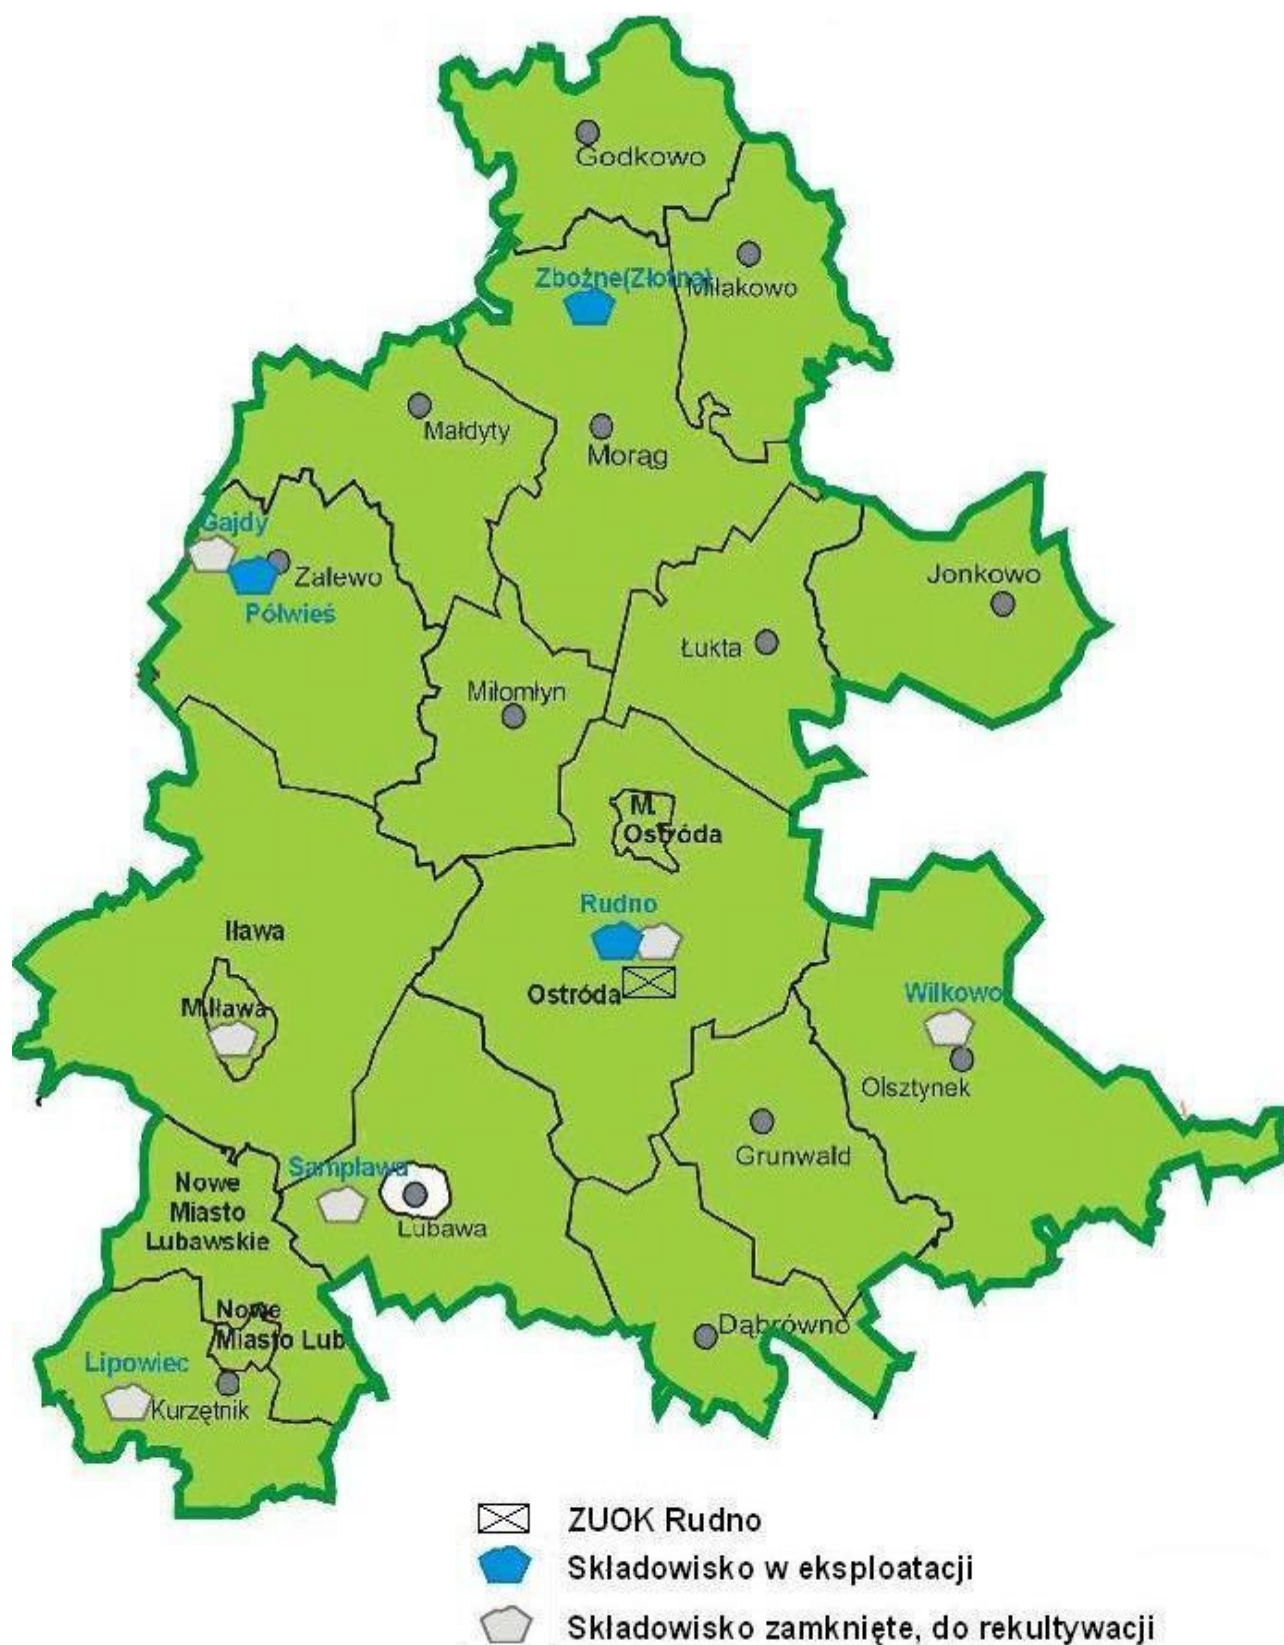 Godkowo
Zbożne(Złotna)
Miłakowo
Małdyty
Morąg
Gajdy
Zalewo
Półwieś
Jonkowo
Łukta
Miłomłyn
M.
Ostróda
Rudno
Iława
M.Iława
Ostróda
Wilkowo
Olsztynek
Grunwald
Sampława
Lubawa
Nowe
Miasto
Lubawskie
Nowe
Miasto Lub.
Dąbrówno
Lipowiec
Kurzętnik
ZUOK Rudno
Składowisko w eksploatacji
Składowisko zamknięte, do rekultywacji